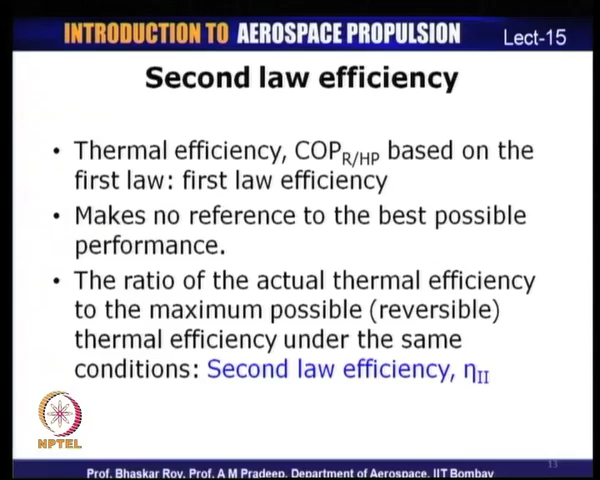 INTRODUCTION TO AEROSPACE PROPULSION
Lect-15
Second law efficiency
• Thermal efficiency, COPR/HP based on the
first law: first law efficiency
• Makes no reference to the best possible
performance.
• The ratio of the actual thermal efficiency
to the maximum possible (reversible)
thermal efficiency under the same
conditions: Second law efficiency, ηII
NPTEL
13
Prof. Bhaskar Roy, Prof. A M Pradeep, Department of Aerospace, IIT Bombay